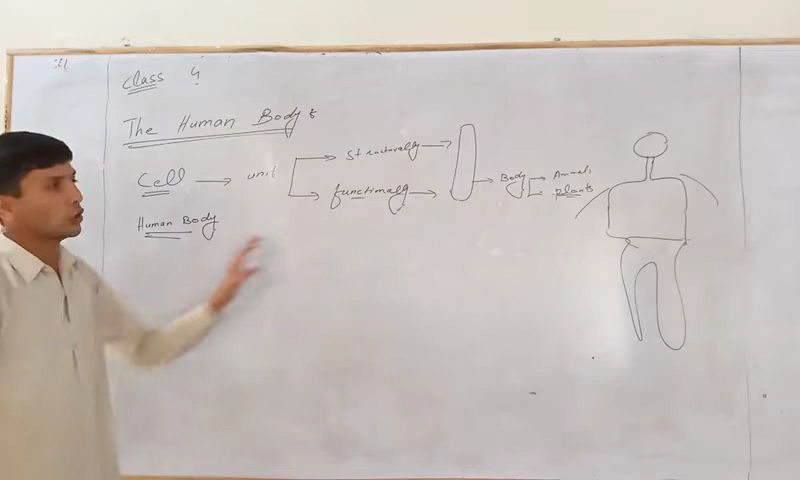 Class 4
The Human Body:
Cell → unit structurally → → Body → Animals
functionally → → plants
Human Body